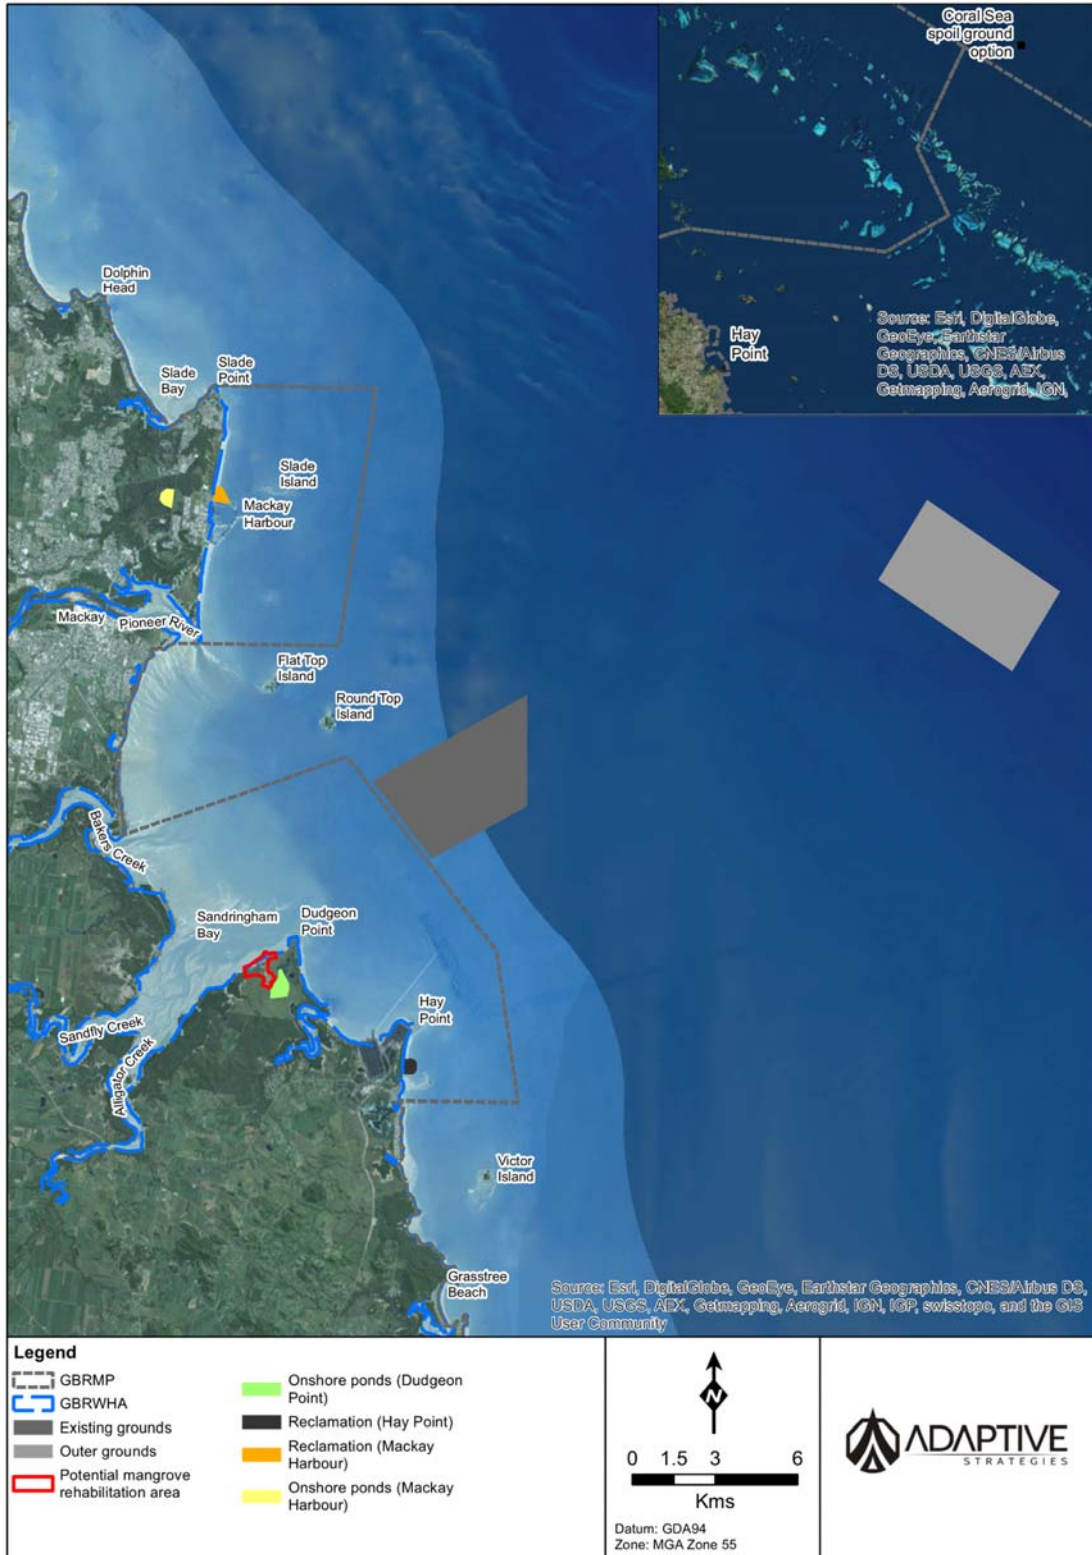 Coral Sea
spoil ground
option
Hay
Point
Source: Esri, DigitalGlobe,
GeoEye, Earthstar
Geographics, CNES/Airbus
DS, USDA, USGS, AEX,
Getmapping, Aerogrid, IGN,
Dolphin
Head
Slade
Bay
Slade
Point
Slade
Island
Mackay
Harbour
Mackay
Pioneer River
Flat Top
Island
Round Top
Island
Bakers Creek
Sandringham
Bay
Dudgeon
Point
Hay
Point
Sandfly Creek
Alligator Creek
Victor
Island
Grasstree
Beach
Source: Esri, DigitalGlobe, GeoEye, Earthstar Geographics, CNES/Airbus DS,
USDA, USGS, AEX, Getmapping, Aerogrid, IGN, IGP, swisstopo, and the GIS
User Community
Legend
GBRMP
GBRWHA
Existing grounds
Outer grounds
Potential mangrove
rehabilitation area
Onshore ponds (Dudgeon
Point)
Reclamation (Hay Point)
Reclamation (Mackay
Harbour)
Onshore ponds (Mackay
Harbour)
N
0 1.5 3 6
Kms
Datum: GDA94
Zone: MGA Zone 55
ADAPTIVE
STRATEGIES